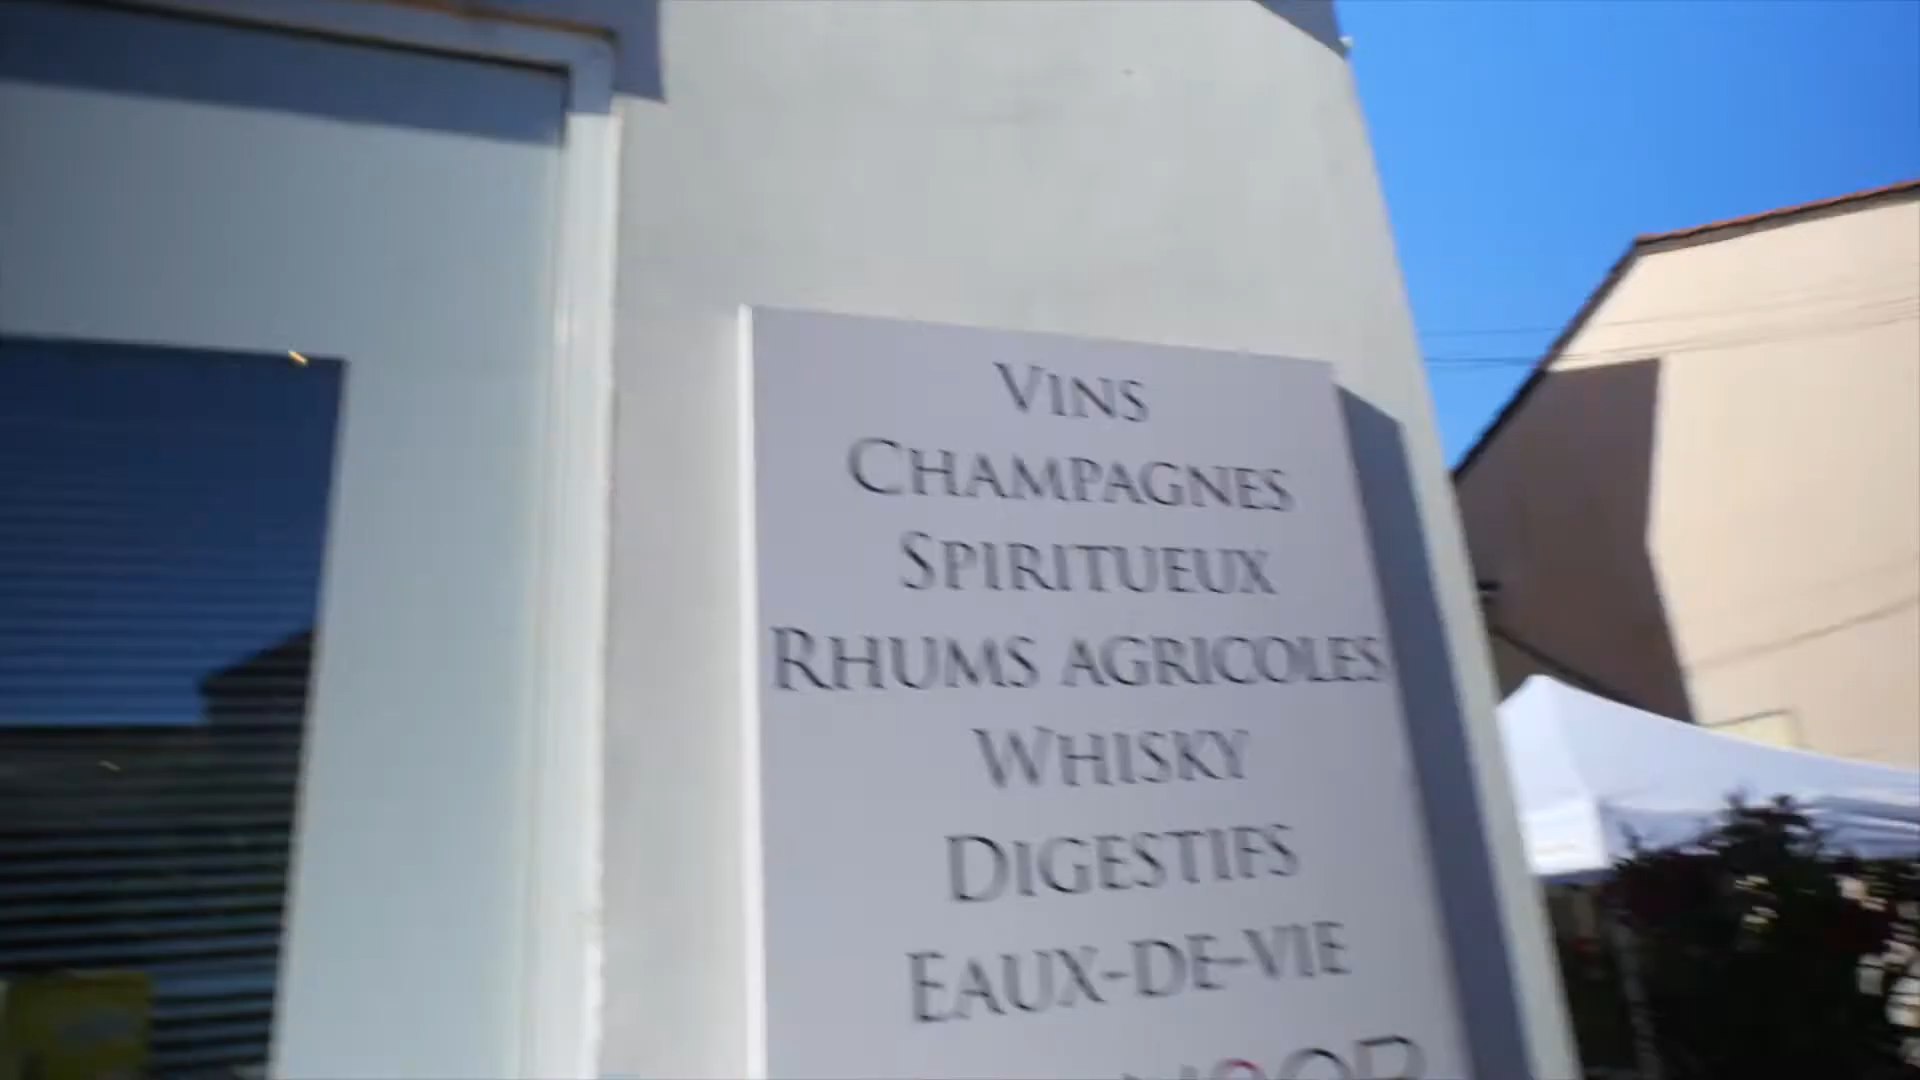 VINS
CHAMPAGNES
SPIRITUEUX
RHUMS AGRICOLES
WHISKY
DIGESTIFS
EAUX-DE-VIE